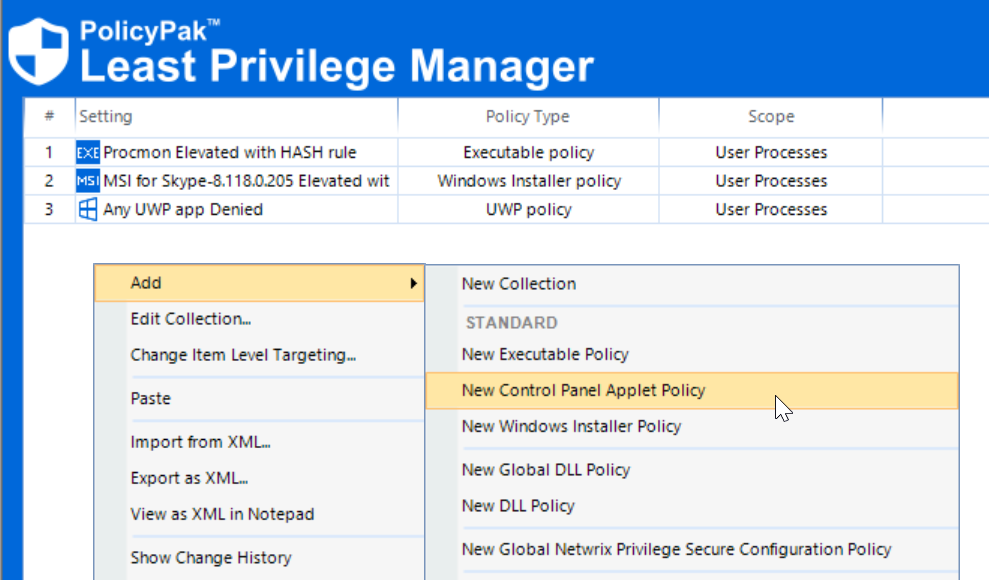 PolicyPak™
Least Privilege Manager
# Setting Policy Type Scope
1 EXE Procmon Elevated with HASH rule Executable policy User Processes
2 MSI MSI for Skype-8.118.0.205 Elevated wit Windows Installer policy User Processes
3 Any UWP app Denied UWP policy User Processes
Add
Edit Collection...
Change Item Level Targeting...
Paste
Import from XML...
Export as XML...
View as XML in Notepad
Show Change History
New Collection
STANDARD
New Executable Policy
New Control Panel Applet Policy
New Windows Installer Policy
New Global DLL Policy
New DLL Policy
New Global Netwrix Privilege Secure Configuration Policy